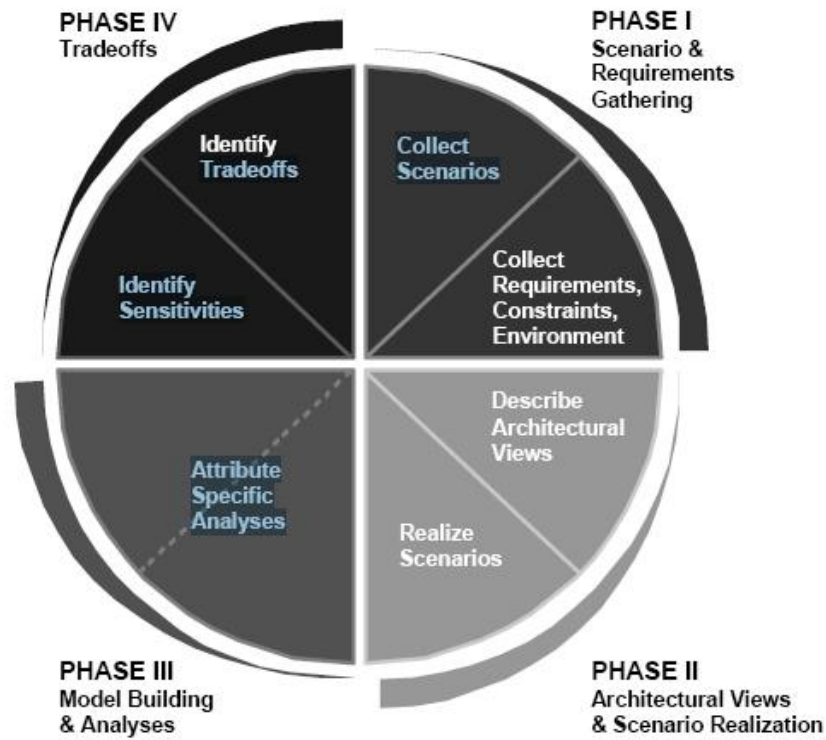 PHASE IV
Tradeoffs
PHASE I
Scenario &
Requirements
Gathering
Identify
Tradeoffs
Collect
Scenarios
Identify
Sensitivities
Collect
Requirements,
Constraints,
Environment
Attribute
Specific
Analyses
Describe
Architectural
Views
Realize
Scenarios
PHASE III
Model Building
& Analyses
PHASE II
Architectural Views
& Scenario Realization